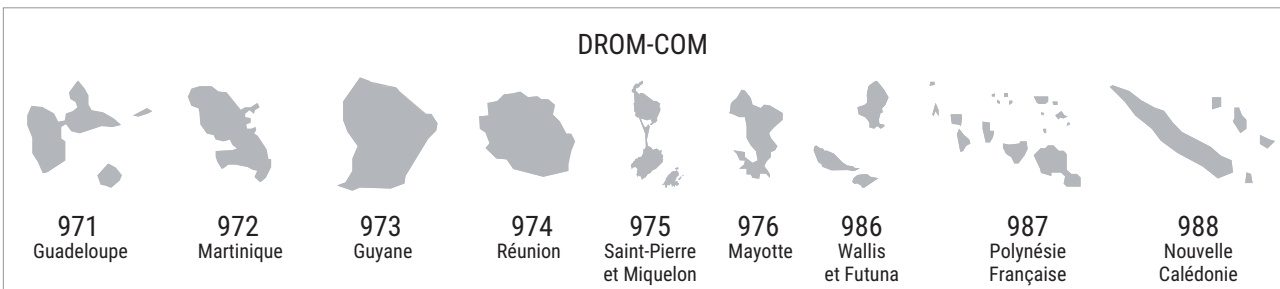 DROM-COM
971
Guadeloupe
972
Martinique
973
Guyane
974
Réunion
975
Saint-Pierre
et Miquelon
976
Mayotte
986
Wallis
et Futuna
987
Polynésie
Française
988
Nouvelle
Calédonie